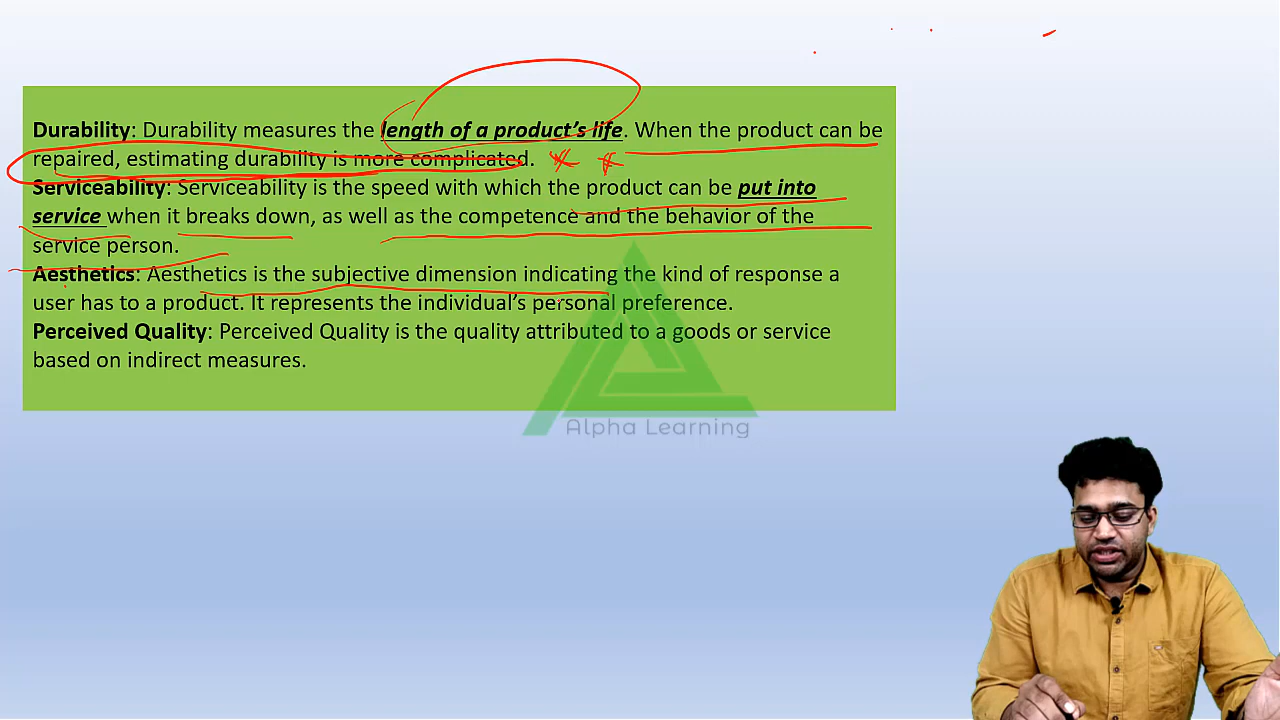 Durability: Durability measures the length of a product's life. When the product can be
repaired, estimating durability is more complicated.
Serviceability: Serviceability is the speed with which the product can be put into
service when it breaks down, as well as the competence and the behavior of the
service person.
Aesthetics: Aesthetics is the subjective dimension indicating the kind of response a
user has to a product. It represents the individual's personal preference.
Perceived Quality: Perceived Quality is the quality attributed to a goods or service
based on indirect measures.
Alpha Learning